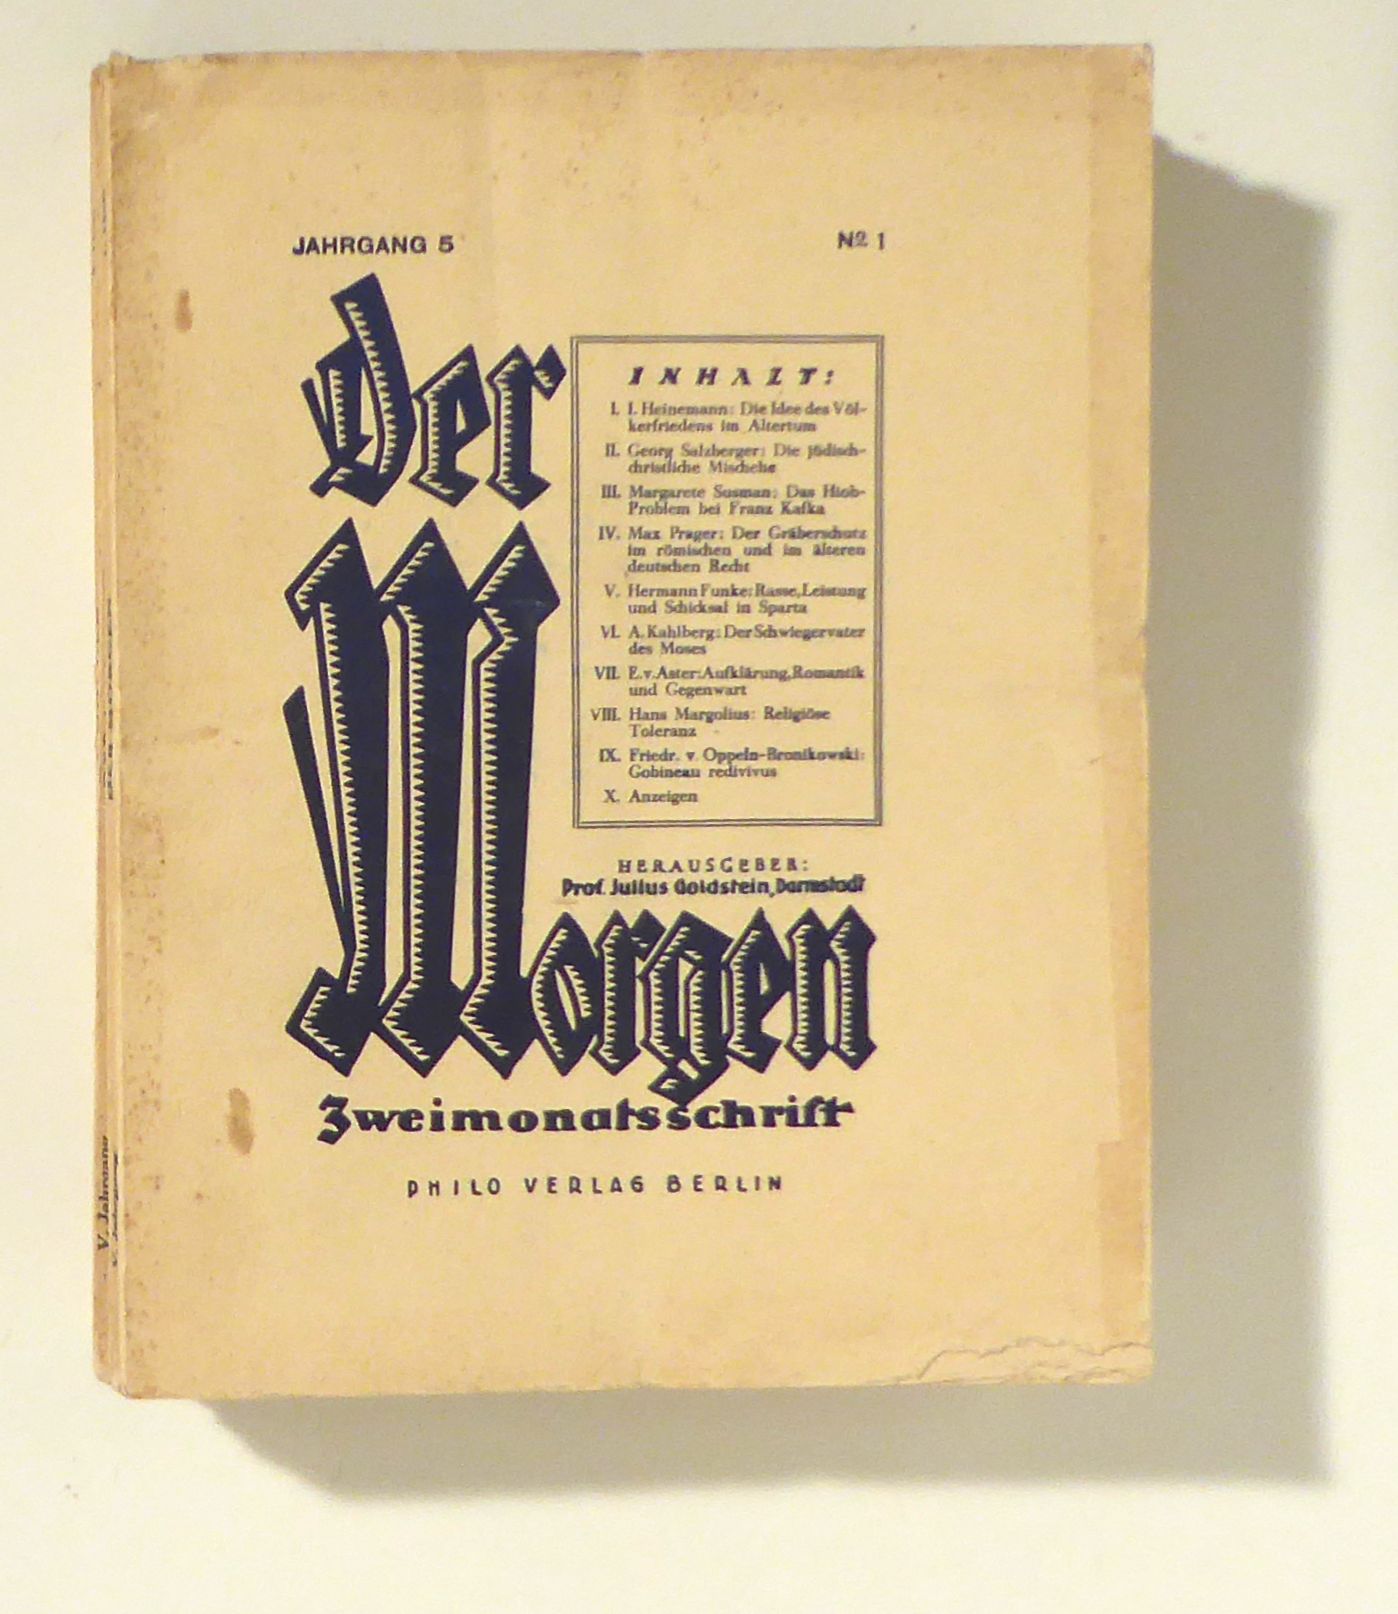 JAHRGANG 5
Nº 1
der
Morgen
INHALT:
I. I. Heinemann: Die Idee des Völ-
kerfriedens im Altertum
II. Georg Salzberger: Die jüdisch-
christliche Mischehe
III. Margarete Susman: Das Hiob-
Problem bei Franz Kafka
IV. Max Prager: Der Gräberschutz
im römischen und im älteren
deutschen Recht
V. Hermann Funke: Rasse, Leistung
und Schicksal in Sparta
VI. A. Kahlberg: Der Schwiegervater
des Moses
VII. E. v. Aster: Aufklärung, Romantik
und Gegenwart
VIII. Hans Margolius: Religiöse
Toleranz
IX. Friedr. v. Oppeln-Bronikowski:
Gobineau redivivus
X. Anzeigen
HERAUSGEBER:
Prof. Julius Goldstein, Darmstadt
Zweimonatsschrift
PHILO VERLAG BERLIN
V. Jahrgang
V. Jahrgang